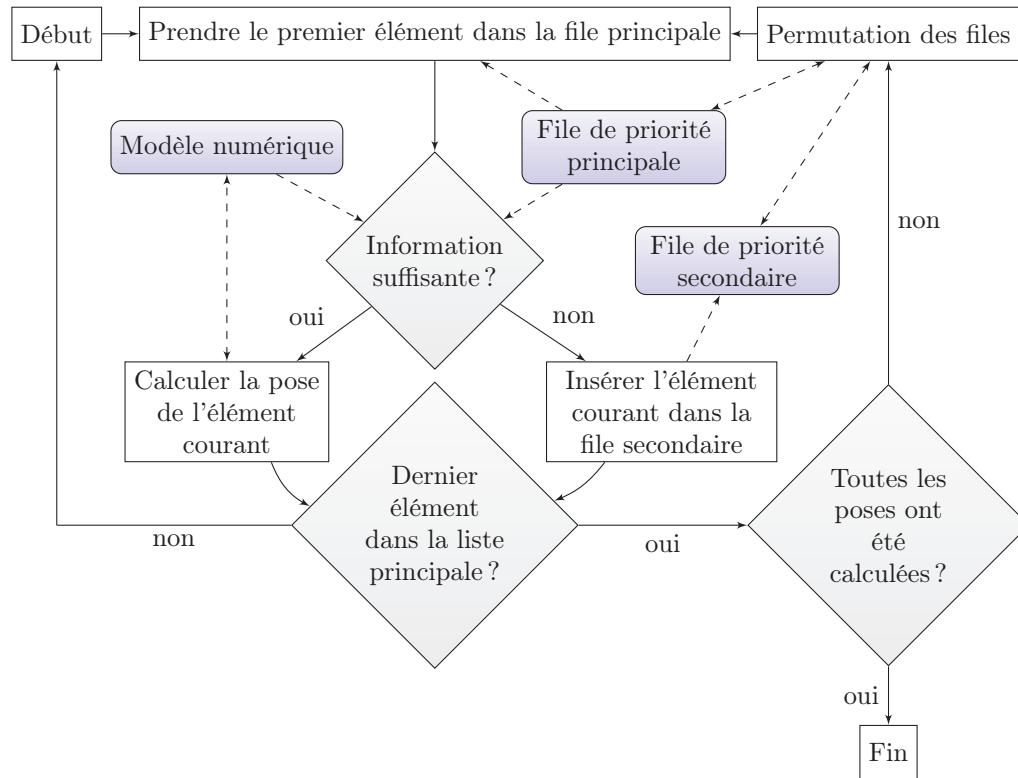 Début
Prendre le premier élément dans la file principale
Permutation des files
Modèle numérique
File de priorité
principale
Information
suffisante ?
File de priorité
secondaire
non
oui
non
Calculer la pose
de l'élément
courant
Insérer l'élément
courant dans la
file secondaire
Dernier
élément
dans la liste
principale ?
Toutes les
poses ont
été
calculées ?
non
oui
oui
Fin